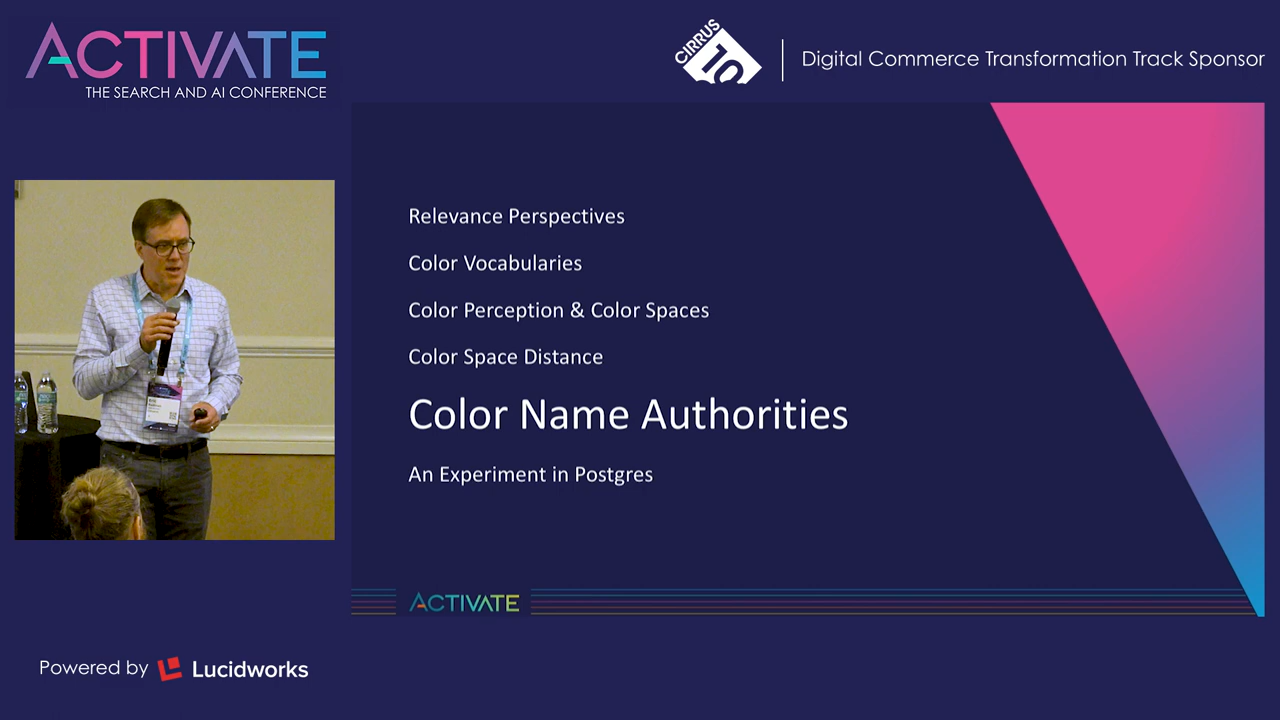 ACTIVATE
THE SEARCH AND AI CONFERENCE
CIRRUS
10
Digital Commerce Transformation Track Sponsor
Relevance Perspectives
Color Vocabularies
Color Perception & Color Spaces
Color Space Distance
Color Name Authorities
An Experiment in Postgres
ACTIVATE
Powered by Lucidworks